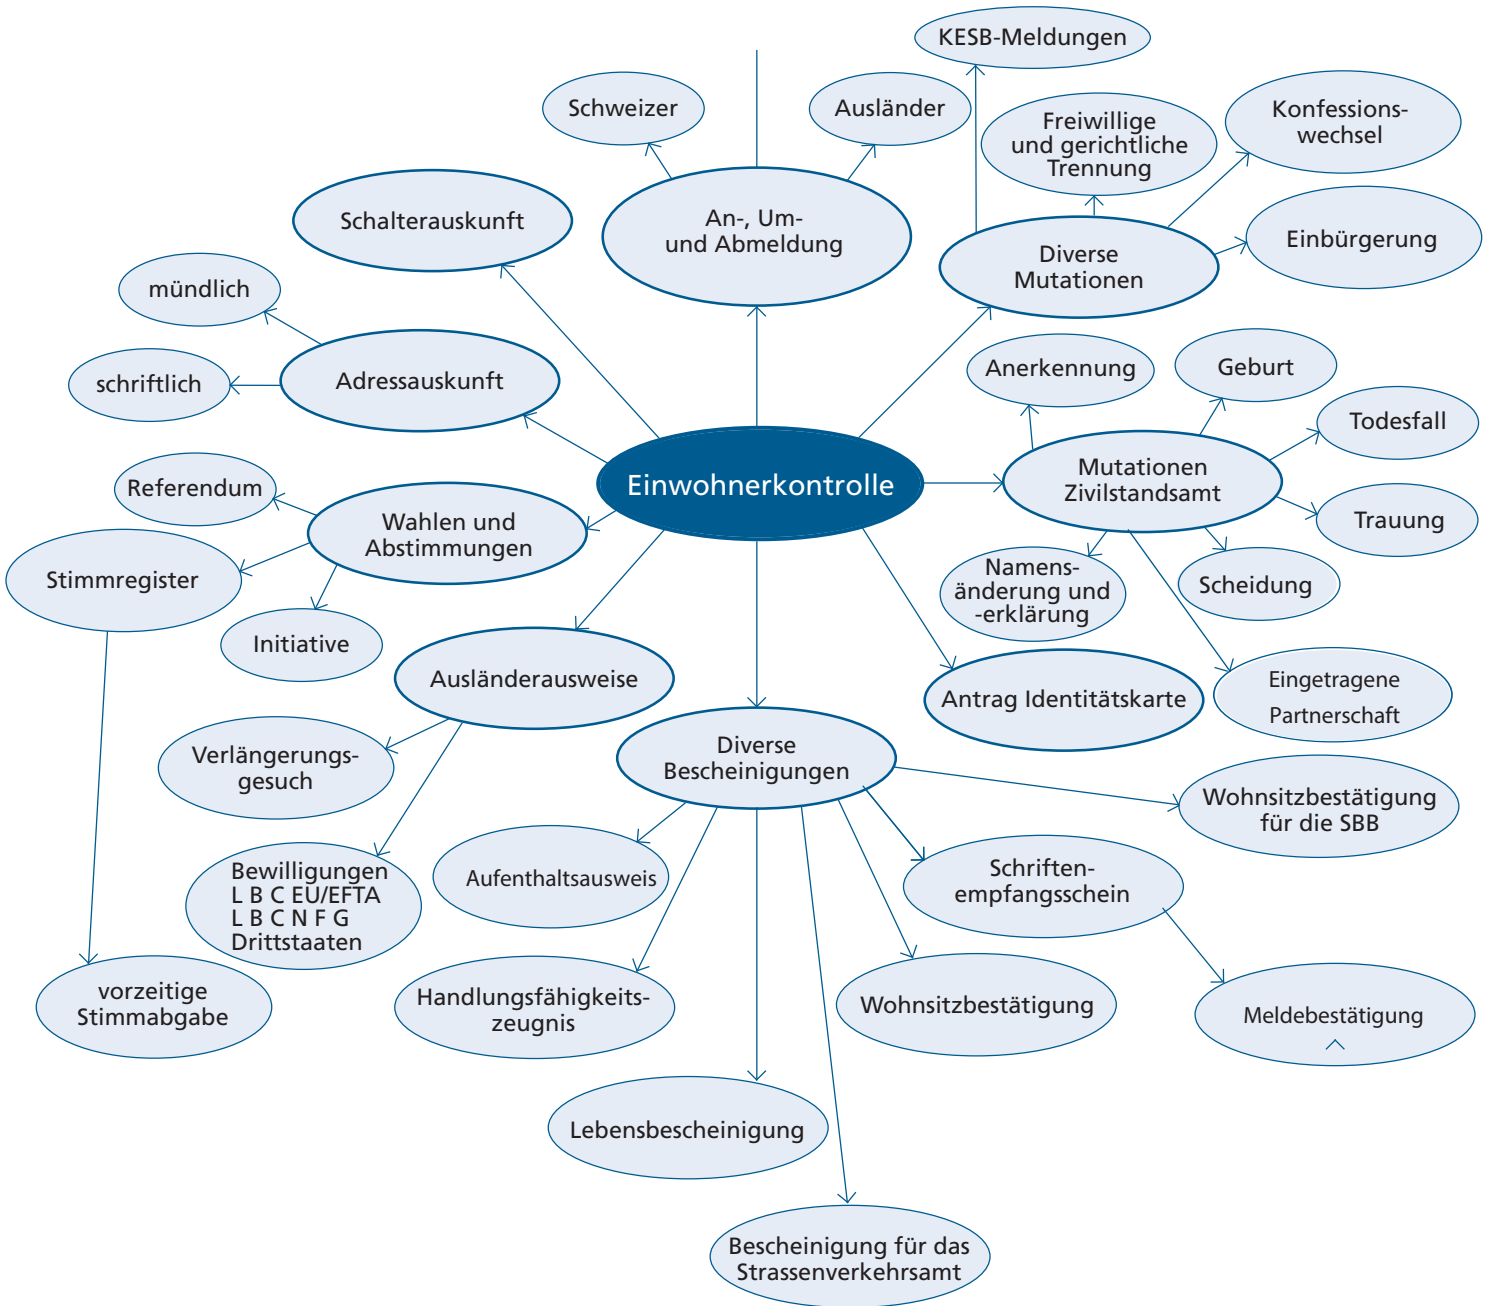 KESB-Meldungen
Schweizer
Ausländer
Freiwillige
und gerichtliche
Trennung
Konfessions-
wechsel
Schalterauskunft
An-, Um-
und Abmeldung
Diverse
Mutationen
Einbürgerung
mündlich
schriftlich
Adressauskunft
Anerkennung
Geburt
Todesfall
Einwohnerkontrolle
Mutationen
Zivilstandsamt
Trauung
Referendum
Wahlen und
Abstimmungen
Stimmregister
Initiative
Namens-
änderung und
-erklärung
Scheidung
Ausländerausweise
Antrag Identitätskarte
Eingetragene
Partnerschaft
Verlängerungs-
gesuch
Diverse
Bescheinigungen
Wohnsitzbestätigung
für die SBB
Bewilligungen
L B C EU/EFTA
L B C N F G
Drittstaaten
Aufenthaltsausweis
Schriften-
empfangsschein
vorzeitige
Stimmabgabe
Handlungsfähigkeits-
zeugnis
Wohnsitzbestätigung
Meldebestätigung
Lebensbescheinigung
Bescheinigung für das
Strassenverkehrsamt